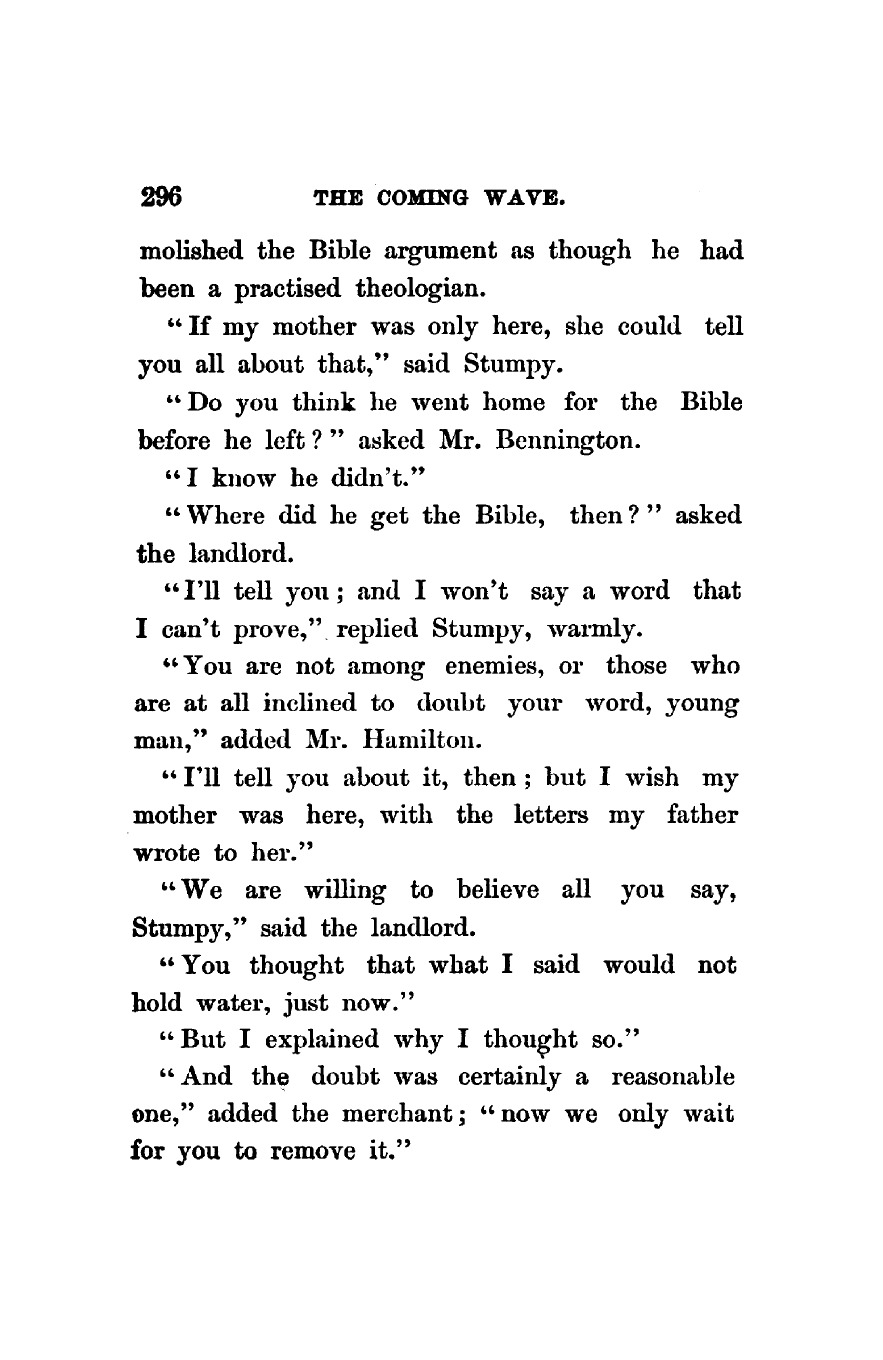 296 THE COMING WAVE.
molished the Bible argument as though he had
been a practised theologian.
“If my mother was only here, she could tell
you all about that,” said Stumpy.
“Do you think he went home for the Bible
before he left?” asked Mr. Bennington.
“I know he didn’t.”
“Where did he get the Bible, then?” asked
the landlord.
“I’ll tell you; and I won’t say a word that
I can’t prove,” replied Stumpy, warmly.
“You are not among enemies, or those who
are at all inclined to doubt your word, young
man,” added Mr. Hamilton.
“I’ll tell you about it, then; but I wish my
mother was here, with the letters my father
wrote to her.”
“We are willing to believe all you say,
Stumpy,” said the landlord.
“You thought that what I said would not
hold water, just now.”
“But I explained why I thought so.”
“And the doubt was certainly a reasonable
one,” added the merchant; “now we only wait
for you to remove it.”